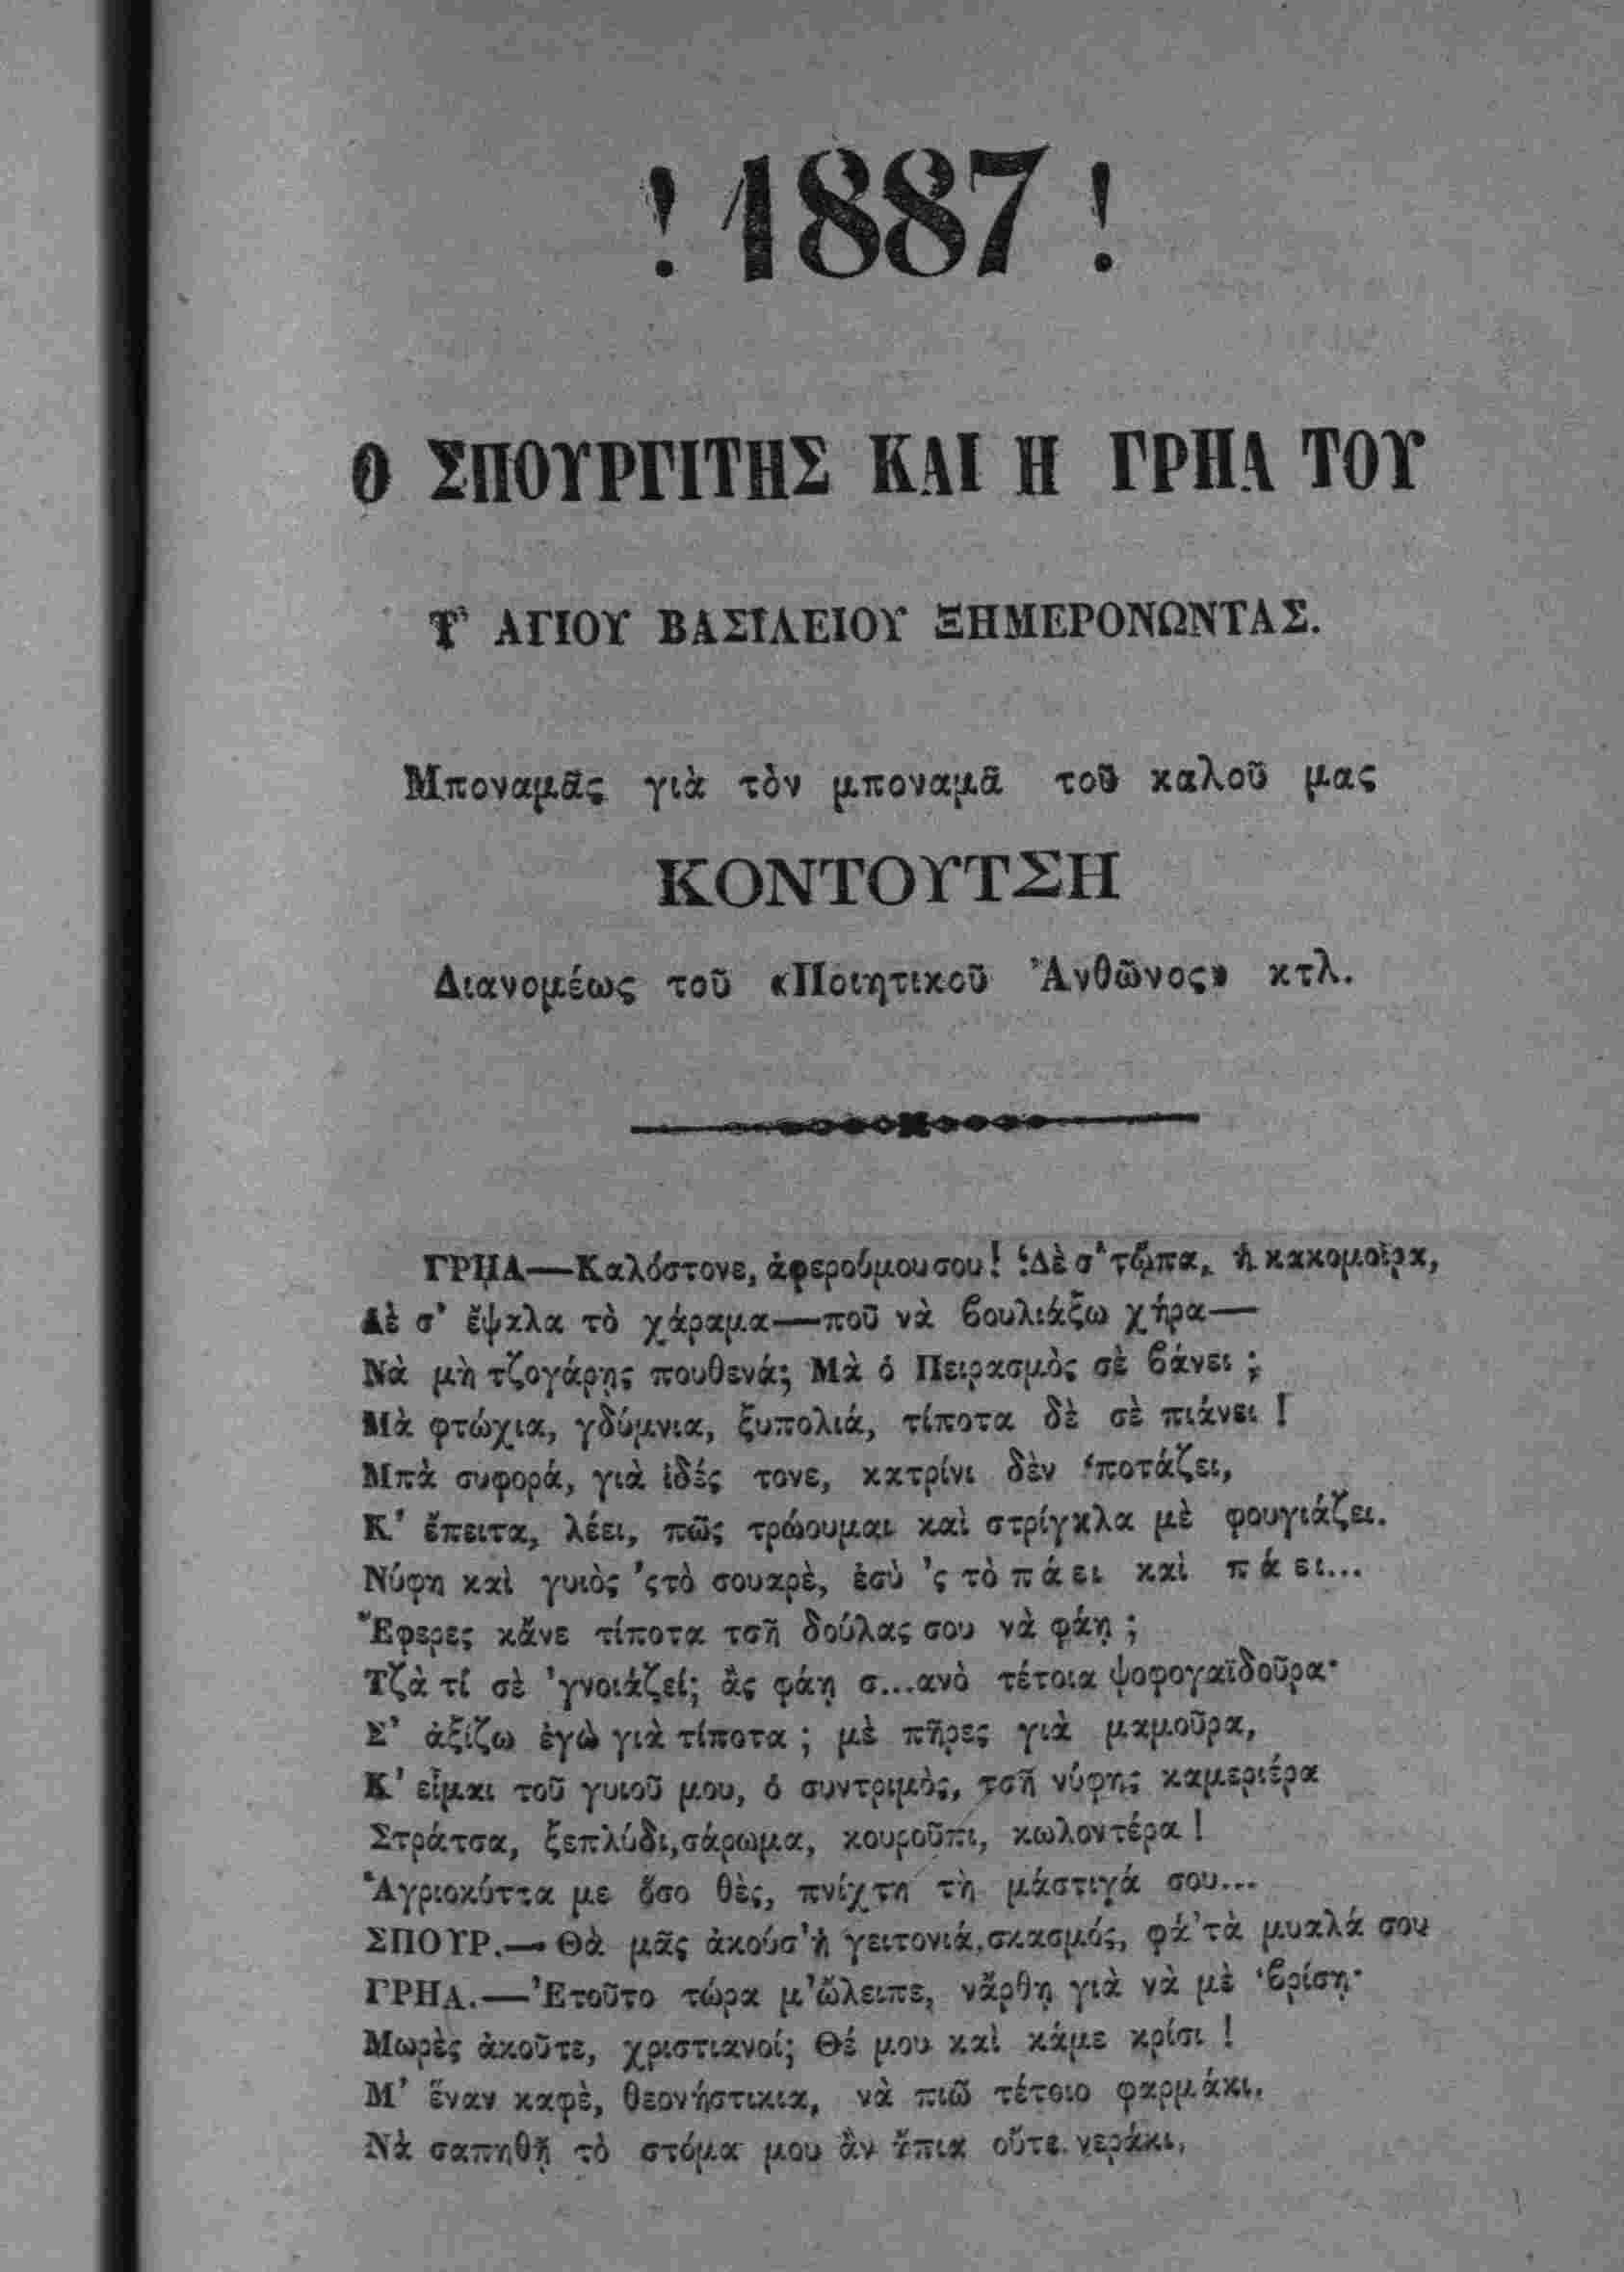 ! 1887 !
Ο ΣΠΟΥΡΓΙΤΗΣ ΚΑΙ Η ΓΡΗΑ ΤΟΥ
Τ' ΑΓΙΟΥ ΒΑΣΙΛΕΙΟΥ ΞΗΜΕΡΟΝΩΝΤΑΣ.
Μποναμᾶς γιὰ τὸν μποναμᾶ τοῦ καλοῦ μας
ΚΟΝΤΟΥΤΣΗ
Διανομέως τοῦ «Ποιητικοῦ Ἀνθῶνος» κτλ.
ΓΡΗΑ—Καλόστονε, ἀφερούμου σου! Δὲ σ' τὤπα, ἡ κακομοῖρα,
Δὲ σ' ἔψαλα τὸ χάραμα—ποῦ νὰ βουλιάξω χήρα—
Νὰ μὴ τζογάρῃς πουθενά; Μὰ ὁ Πειρασμὸς σὲ βάνει ;
Μὰ φτώχια, γδύμνια, ξυπολιά, τίποτα δὲ σὲ πιάνει !
Μπὰ συφορά, γιὰ ἰδές τονε, κατρίνι δὲν 'ποτάζει,
Κ' ἔπειτα, λέει, πῶς τρώουμαι καὶ στρίγκλα μὲ φουγιάζει.
Νύφη καὶ γυιὸς 'ςτὸ σουαρὲ, ἐσὺ 'ς τὸ πάει καὶ πάει...
Ἔφερες κᾄνε τίποτα τσῆ δούλας σου νὰ φάῃ ;
Τζὰ τί σὲ 'γνοιάζει; ἂς φάῃ σ...ανὸ τέτοια ψοφογαϊδοῦρα·
Σ' ἀξίζω ἐγὼ γιὰ τίποτα ; μὲ πῆρες γιὰ μαμοῦρα,
Κ' εἶμαι τοῦ γυιοῦ μου, ὁ συντριμὸς, τσῆ νύφης καμεριέρα
Στράτσα, ξεπλύδι, σάρωμα, κουρούπι, κωλοντέρα !
Ἀγριοκύττα με ὅσο θὲς, πνίχτη τὴ μάστιγά σου...
ΣΠΟΥΡ.—Θὰ μᾶς ἀκούσ' ἡ γειτονιά, σκασμός, φά' τὰ μυαλά σου
ΓΡΗΑ.—Ἐτοῦτο τώρα μ' ὤλειπε, νἄρθῃ γιὰ νὰ μὲ 'βρίσῃ·
Μωρὲς ἀκοῦτε, χριστιανοί; Θέ μου καὶ κάμε κρίσι !
Μ' ἕναν καφὲ, θεονήστικια, νὰ πιῶ τέτοιο φαρμάκι,
Νὰ σαπηθῇ τὸ στόμα μου ἂν ἤπια οὔτε νεράκι,